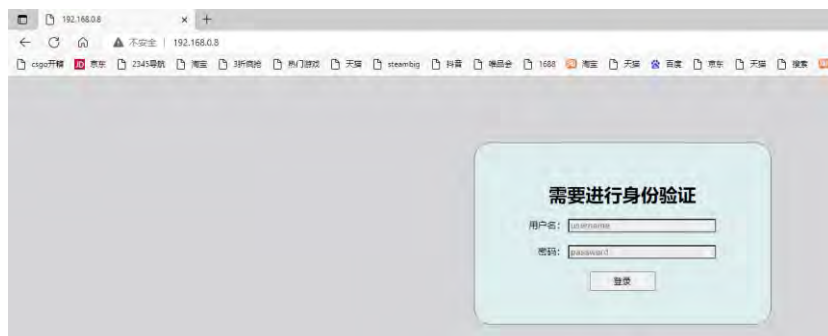 192.168.0.8
不安全 | 192.168.0.8
csgo开箱 JD 京东 2345导航 淘宝 3折疯抢 热门游戏 天猫 steambig 抖音 唯品会 1688 淘宝 天猫 百度 京东 天猫 搜索
需要进行身份验证
用户名: username
密码: password
登录